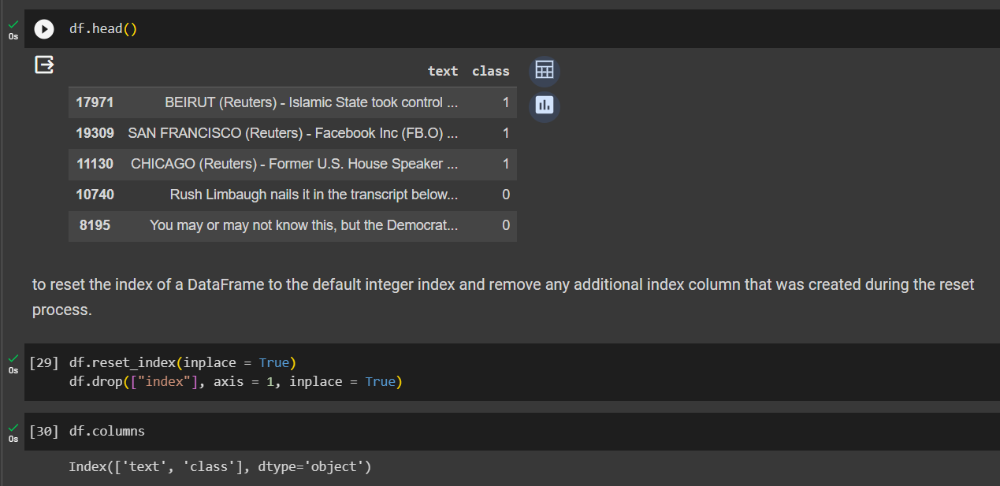 0s
df.head()
text class
17971 BEIRUT (Reuters) - Islamic State took control ... 1
19309 SAN FRANCISCO (Reuters) - Facebook Inc (FB.O) ... 1
11130 CHICAGO (Reuters) - Former U.S. House Speaker ... 1
10740 Rush Limbaugh nails it in the transcript below... 0
8195 You may or may not know this, but the Democrat... 0
to reset the index of a DataFrame to the default integer index and remove any additional index column that was created during the reset
process.
0s
[29] df.reset_index(inplace = True)
df.drop(["index"], axis = 1, inplace = True)
0s
[30] df.columns
Index(['text', 'class'], dtype='object')